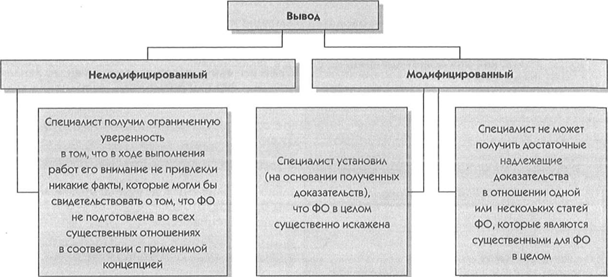 Вывод
Немодифицированный
Модифицированный
Специалист получил ограниченную
уверенность
в том, что в ходе выполнения
работ его внимание не привлекли
никакие факты, которые могли бы
свидетельствовать о том, что ФО
не подготовлена во всех
существенных отношениях
в соответствии с применимой
концепцией
Специалист установил
(на основании полученных
доказательств),
что ФО в целом
существенно искажена
Специалист не может
получить достаточные
надлежащие
доказательства
в отношении одной
или нескольких статей
ФО, которые являются
существенными для ФО
в целом